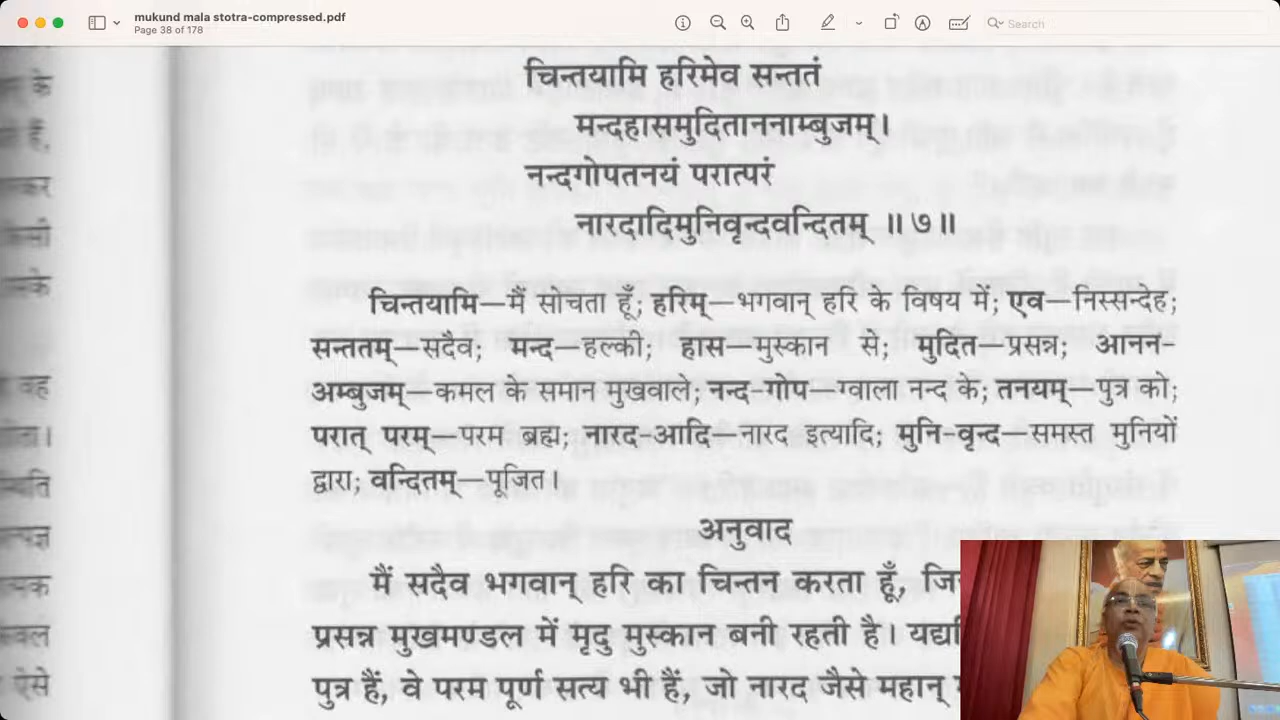 mukund mala stotra-compressed.pdf
Page 38 of 178
Search
चिन्तयामि हरिमेव सन्ततं
मन्दहासमुदिताननाम्बुजम्।
नन्दगोपतनयं परात्परं
नारदादिमुनिवृन्दवन्दितम् ॥७॥
चिन्तयामि—मैं सोचता हूँ; हरिम्—भगवान् हरि के विषय में; एव—निस्सन्देह;
सन्ततम्—सदैव; मन्द—हल्की; हास—मुस्कान से; मुदित—प्रसन्न; आनन-
अम्बुजम्—कमल के समान मुखवाले; नन्द-गोप—ग्वाला नन्द के; तनयम्—पुत्र को;
परात् परम्—परम ब्रह्म; नारद-आदि—नारद इत्यादि; मुनि-वृन्द—समस्त मुनियों
द्वारा; वन्दितम्—पूजित।
अनुवाद
मैं सदैव भगवान् हरि का चिन्तन करता हूँ,
प्रसन्न मुखमण्डल में मृदु मुस्कान बनी रहती है।
पुत्र हैं, वे परम पूर्ण सत्य भी हैं, जो नारद जैसे महान्
के
वह
ऐसे